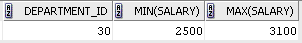 DEPARTMENT_ID MIN(SALARY) MAX(SALARY)
30 2500 3100